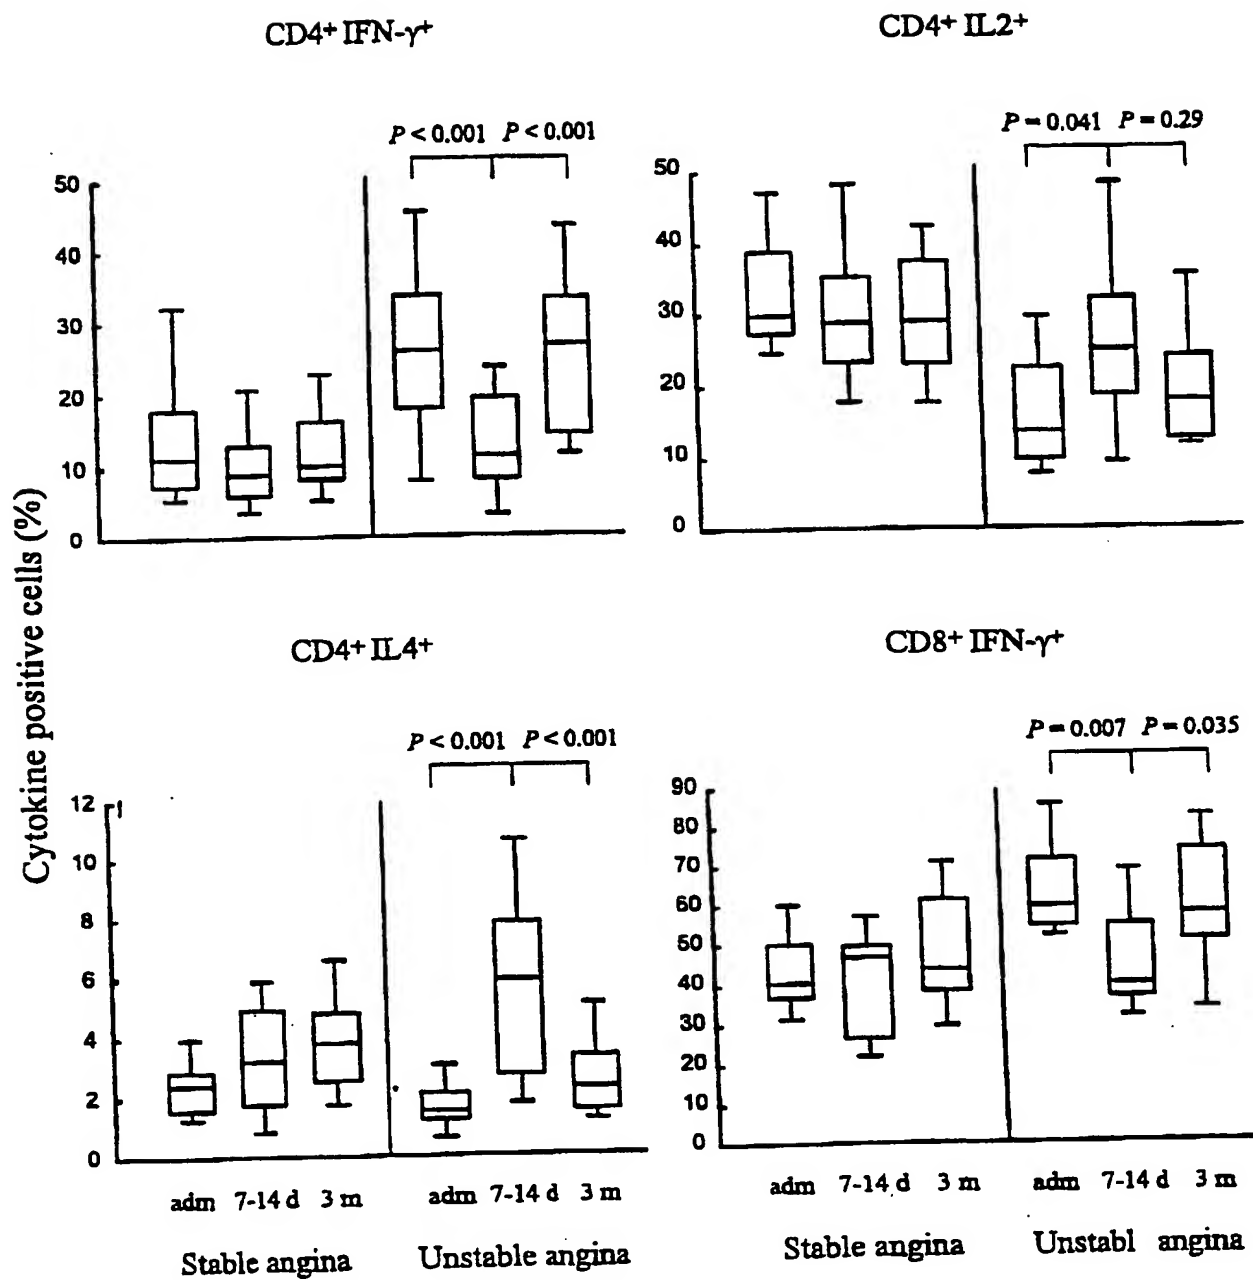 CD4+ IFN-γ+
CD4+ IL2+
P < 0.001 P < 0.001
P = 0.041 P = 0.29
50
40
30
20
10
0
50
40
30
20
10
0
Cytokine positive cells (%)
CD4+ IL4+
CD8+ IFN-γ+
P < 0.001 P < 0.001
P = 0.007 P = 0.035
12
10
8
6
4
2
0
90
80
70
60
50
40
30
20
10
0
adm 7-14 d 3 m
adm 7-14 d 3 m
adm 7-14 d 3 m
adm 7-14 d 3 m
Stable angina
Unstable angina
Stable angina
Unstabl angina